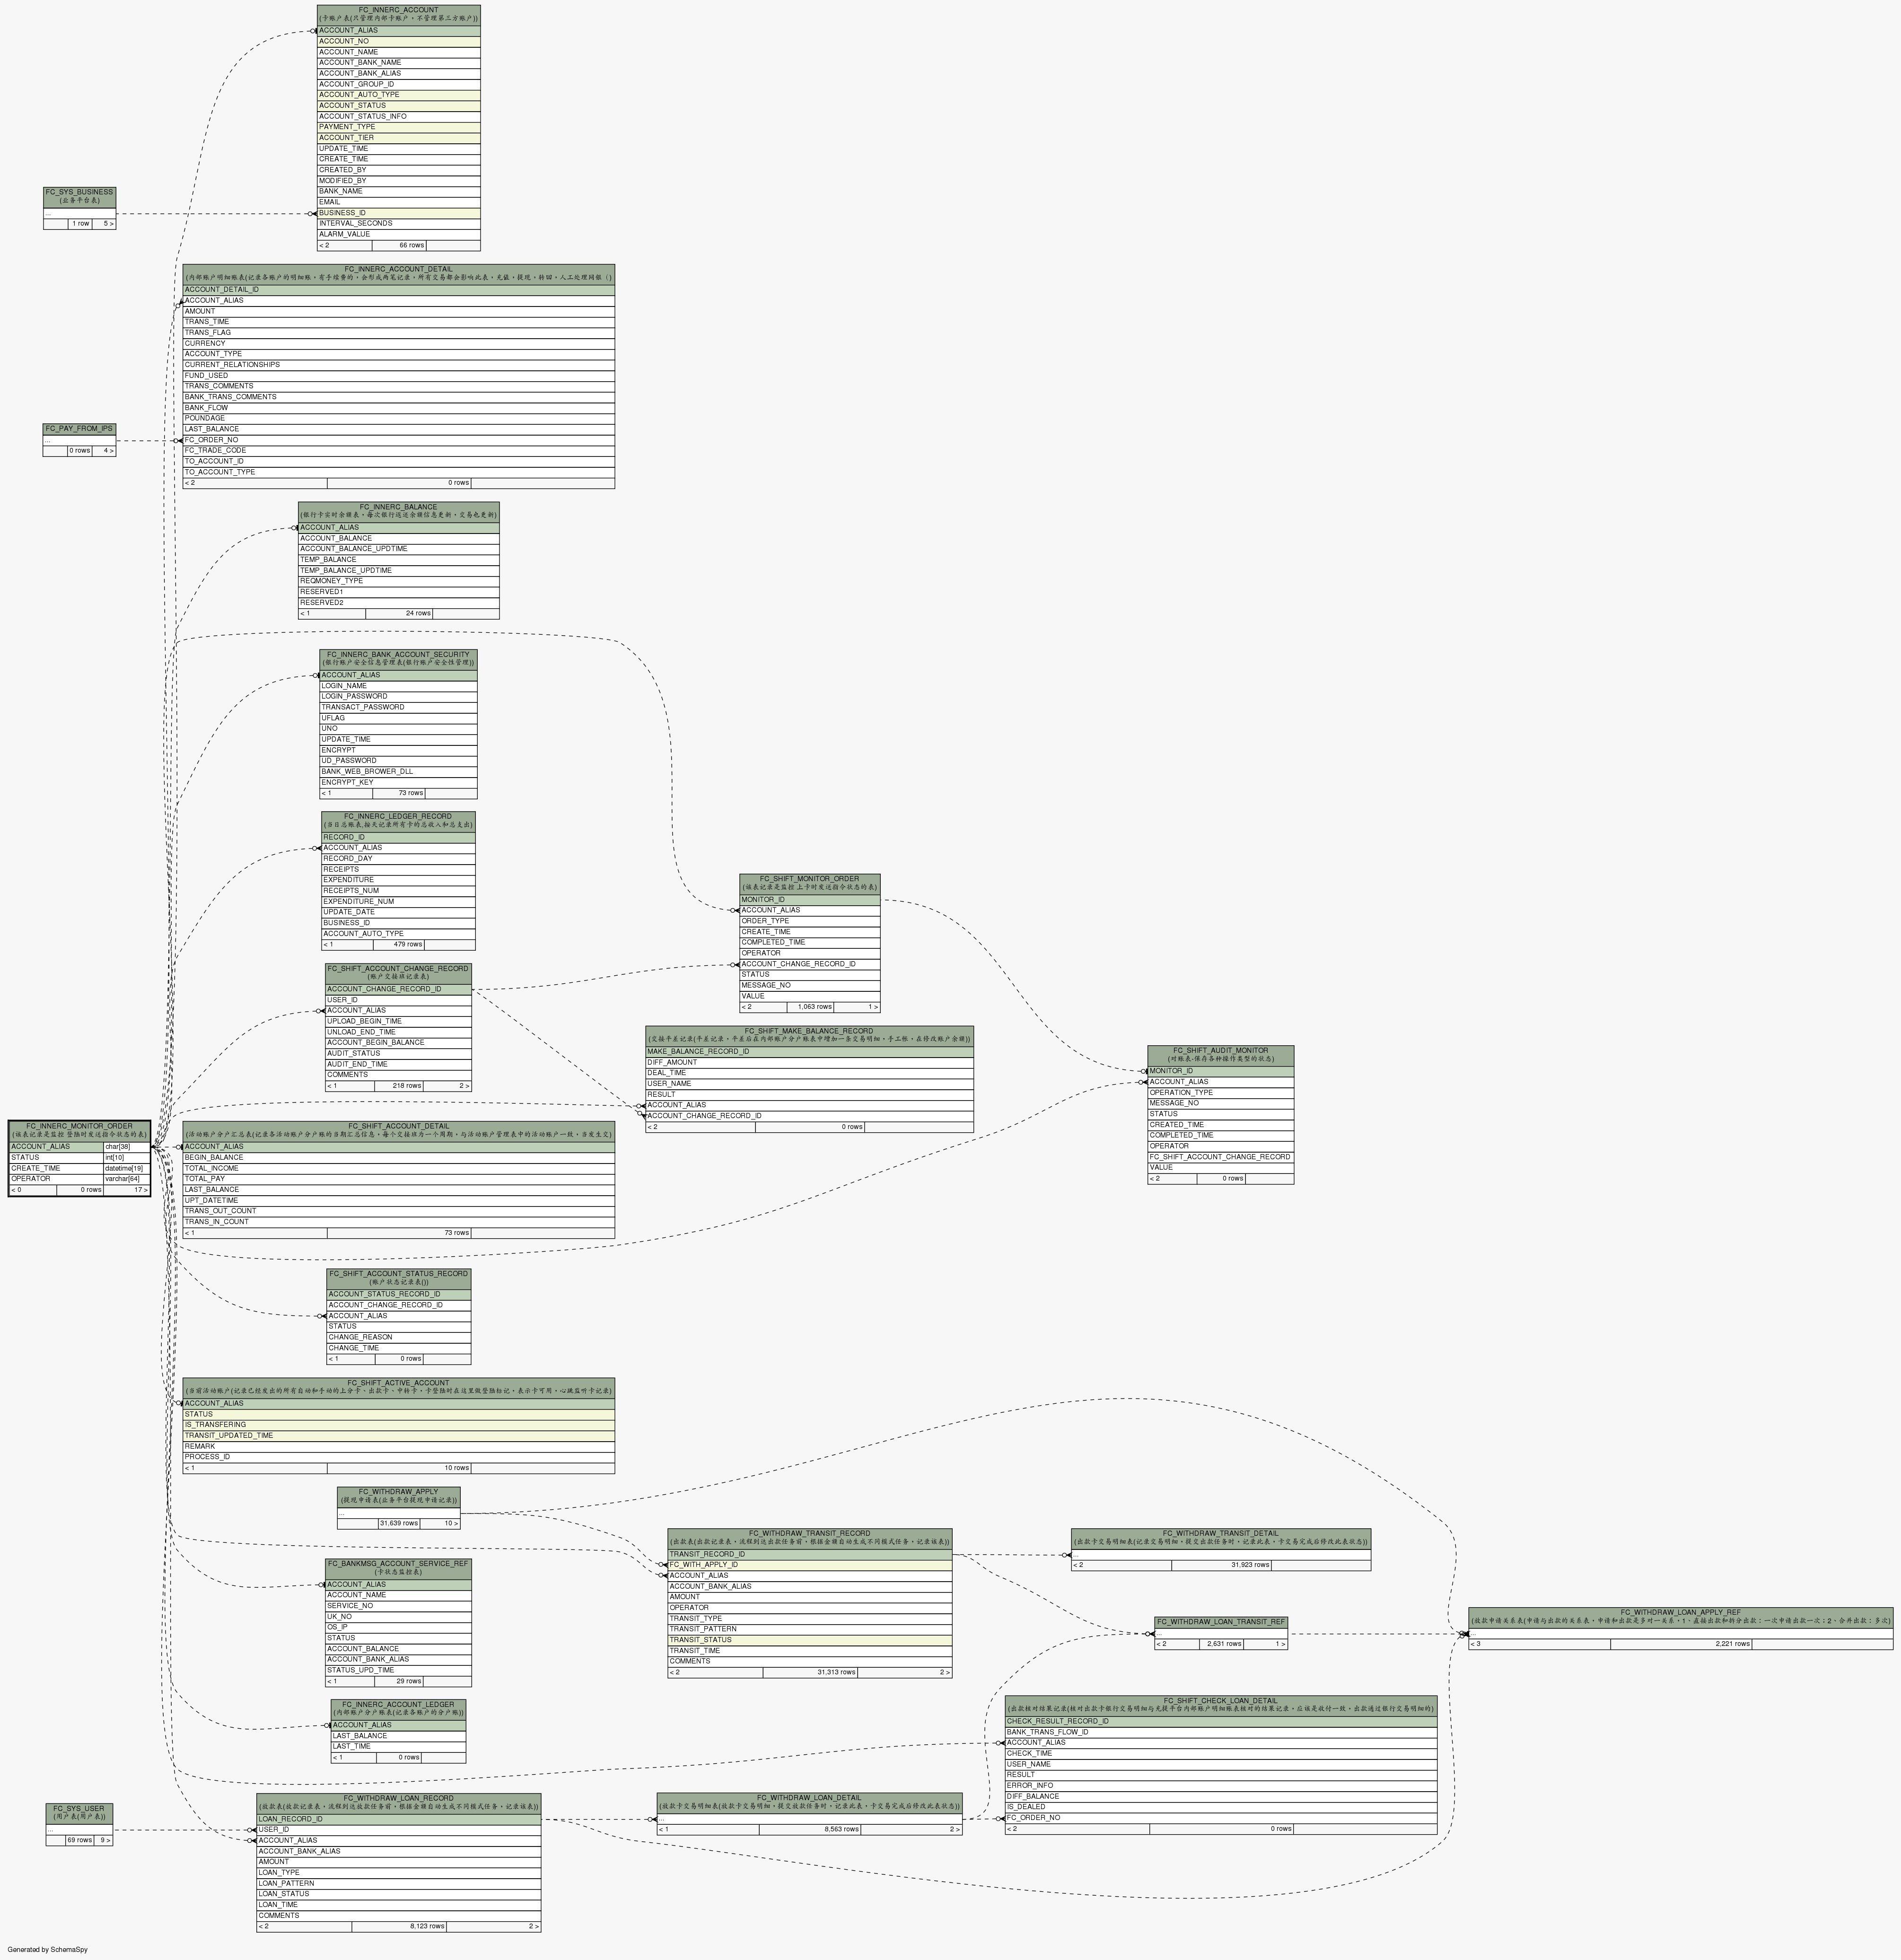 FC_INNERC_ACCOUNT
(卡账户表(只管理内部卡账户，不管理第三方账户))
ACCOUNT_ALIAS
ACCOUNT_NO
ACCOUNT_NAME
ACCOUNT_BANK_NAME
ACCOUNT_BANK_ALIAS
ACCOUNT_GROUP_ID
ACCOUNT_AUTO_TYPE
ACCOUNT_STATUS
ACCOUNT_STATUS_INFO
PAYMENT_TYPE
ACCOUNT_TIER
UPDATE_TIME
CREATE_TIME
CREATED_BY
MODIFIED_BY
BANK_NAME
EMAIL
BUSINESS_ID
INTERVAL_SECONDS
ALARM_VALUE
< 2 66 rows
FC_SYS_BUSINESS
(业务平台表)
...
1 row 5 >
FC_INNERC_ACCOUNT_DETAIL
(内部账户明细账表(记录各账户的明细账，有手续费的，会形成两笔记录，所有交易都会影响此表，充值，提现，转回，人工处理同银（)
ACCOUNT_DETAIL_ID
ACCOUNT_ALIAS
AMOUNT
TRANS_TIME
TRANS_FLAG
CURRENCY
ACCOUNT_TYPE
CURRENT_RELATIONSHIPS
FUND_USED
TRANS_COMMENTS
BANK_TRANS_COMMENTS
BANK_FLOW
POUNDAGE
LAST_BALANCE
FC_ORDER_NO
FC_TRADE_CODE
TO_ACCOUNT_ID
TO_ACCOUNT_TYPE
< 2 0 rows
FC_PAY_FROM_IPS
...
0 rows 4 >
FC_INNERC_BALANCE
(银行卡实时余额表，每次银行返送余额信息更新，交易也更新)
ACCOUNT_ALIAS
ACCOUNT_BALANCE
ACCOUNT_BALANCE_UPDTIME
TEMP_BALANCE
TEMP_BALANCE_UPDTIME
REQMONEY_TYPE
RESERVED1
RESERVED2
< 1 24 rows
FC_INNERC_BANK_ACCOUNT_SECURITY
(银行账户安全信息管理表(银行账户安全性管理))
ACCOUNT_ALIAS
LOGIN_NAME
LOGIN_PASSWORD
TRANSACT_PASSWORD
UFLAG
UNO
UPDATE_TIME
ENCRYPT
UD_PASSWORD
BANK_WEB_BROWER_DLL
ENCRYPT_KEY
< 1 73 rows
FC_INNERC_LEDGER_RECORD
(当日总账表,按天记录所有卡的总收入和总支出)
RECORD_ID
ACCOUNT_ALIAS
RECORD_DAY
RECEIPTS
EXPENDITURE
RECEIPTS_NUM
EXPENDITURE_NUM
UPDATE_DATE
BUSINESS_ID
ACCOUNT_AUTO_TYPE
< 1 479 rows
FC_SHIFT_MONITOR_ORDER
(该表记录是监控 上卡时发送指令状态的表)
MONITOR_ID
ACCOUNT_ALIAS
ORDER_TYPE
CREATE_TIME
COMPLETED_TIME
OPERATOR
ACCOUNT_CHANGE_RECORD_ID
STATUS
MESSAGE_NO
VALUE
< 2 1,063 rows 1 >
FC_SHIFT_ACCOUNT_CHANGE_RECORD
(账户交接班记录表)
ACCOUNT_CHANGE_RECORD_ID
USER_ID
ACCOUNT_ALIAS
UPLOAD_BEGIN_TIME
UNLOAD_END_TIME
ACCOUNT_BEGIN_BALANCE
AUDIT_STATUS
AUDIT_END_TIME
COMMENTS
< 1 218 rows 2 >
FC_SHIFT_MAKE_BALANCE_RECORD
(交接平差记录(平差记录，平差后在内部账户分户账表中增加一条交易明细，手工帐，在修改账户余额))
MAKE_BALANCE_RECORD_ID
DIFF_AMOUNT
DEAL_TIME
USER_NAME
RESULT
ACCOUNT_ALIAS
ACCOUNT_CHANGE_RECORD_ID
< 2 0 rows
FC_SHIFT_AUDIT_MONITOR
(对账表-保存各种操作类型的状态)
MONITOR_ID
ACCOUNT_ALIAS
OPERATION_TYPE
MESSAGE_NO
STATUS
CREATED_TIME
COMPLETED_TIME
OPERATOR
FC_SHIFT_ACCOUNT_CHANGE_RECORD
VALUE
< 2 0 rows
FC_INNERC_MONITOR_ORDER
(该表记录是监控 登陆时发送指令状态的表)
ACCOUNT_ALIAS char[38]
STATUS int[10]
CREATE_TIME datetime[19]
OPERATOR varchar[64]
< 0 0 rows 17 >
FC_SHIFT_ACCOUNT_DETAIL
(活动账户分户汇总表(记录各活动账户分户账的当期汇总信息，每个交接班为一个周期，与活动账户管理表中的活动账户一致，当发生交)
ACCOUNT_ALIAS
BEGIN_BALANCE
TOTAL_INCOME
TOTAL_PAY
LAST_BALANCE
UPT_DATETIME
TRANS_OUT_COUNT
TRANS_IN_COUNT
< 1 73 rows
FC_SHIFT_ACCOUNT_STATUS_RECORD
(账户状态记录表())
ACCOUNT_STATUS_RECORD_ID
ACCOUNT_CHANGE_RECORD_ID
ACCOUNT_ALIAS
STATUS
CHANGE_REASON
CHANGE_TIME
< 1 0 rows
FC_SHIFT_ACTIVE_ACCOUNT
(当前活动账户(记录已经发出的所有自动和手动的上分卡、出款卡、中转卡，卡登陆时在这里做登陆标记，表示卡可用，心跳监听卡记录)
ACCOUNT_ALIAS
STATUS
IS_TRANSFERING
TRANSIT_UPDATED_TIME
REMARK
PROCESS_ID
< 1 10 rows
FC_WITHDRAW_APPLY
(提现申请表(业务平台提现申请记录))
...
31,639 rows 10 >
FC_WITHDRAW_TRANSIT_RECORD
(出款表(出款记录表，流程到达出款任务前，根据金额自动生成不同模式任务，记录该表))
TRANSIT_RECORD_ID
FC_WITH_APPLY_ID
ACCOUNT_ALIAS
ACCOUNT_BANK_ALIAS
AMOUNT
OPERATOR
TRANSIT_TYPE
TRANSIT_PATTERN
TRANSIT_STATUS
TRANSIT_TIME
COMMENTS
< 2 31,313 rows 2 >
FC_WITHDRAW_TRANSIT_DETAIL
(出款卡交易明细表(记录交易明细，提交出款任务时，记录此表，卡交易完成后修改此表状态))
...
< 2 31,923 rows
FC_BANKMSG_ACCOUNT_SERVICE_REF
(卡状态监控表)
ACCOUNT_ALIAS
ACCOUNT_NAME
SERVICE_NO
UK_NO
OS_IP
STATUS
ACCOUNT_BALANCE
ACCOUNT_BANK_ALIAS
STATUS_UPD_TIME
< 1 29 rows
FC_WITHDRAW_LOAN_TRANSIT_REF
...
< 2 2,631 rows 1 >
FC_WITHDRAW_LOAN_APPLY_REF
(放款申请关系表(申请与出款的关系表，申请和出款是多对一关系，1、直接出款和拆分出款：一次申请出款一次；2、合并出款：多次)
...
< 3 2,221 rows
FC_INNERC_ACCOUNT_LEDGER
(内部账户分户账表(记录各账户的分户账))
ACCOUNT_ALIAS
LAST_BALANCE
LAST_TIME
< 1 0 rows
FC_SHIFT_CHECK_LOAN_DETAIL
(出款核对结果记录(核对出款卡银行交易明细与充提平台内部账户明细账表核对的结果记录，应该是收付一致，出款通过银行交易明细的)
CHECK_RESULT_RECORD_ID
BANK_TRANS_FLOW_ID
ACCOUNT_ALIAS
CHECK_TIME
USER_NAME
RESULT
ERROR_INFO
DIFF_BALANCE
IS_DEALED
FC_ORDER_NO
< 2 0 rows
FC_SYS_USER
(用户表(用户表))
...
69 rows 9 >
FC_WITHDRAW_LOAN_RECORD
(放款表(放款记录表，流程到达放款任务前，根据金额自动生成不同模式任务，记录该表))
LOAN_RECORD_ID
USER_ID
ACCOUNT_ALIAS
ACCOUNT_BANK_ALIAS
AMOUNT
LOAN_TYPE
LOAN_PATTERN
LOAN_STATUS
LOAN_TIME
COMMENTS
< 2 8,123 rows 2 >
FC_WITHDRAW_LOAN_DETAIL
(放款卡交易明细表(放款卡交易明细，提交放款任务时，记录此表，卡交易完成后修改此表状态))
...
< 1 8,563 rows 2 >
Generated by SchemaSpy